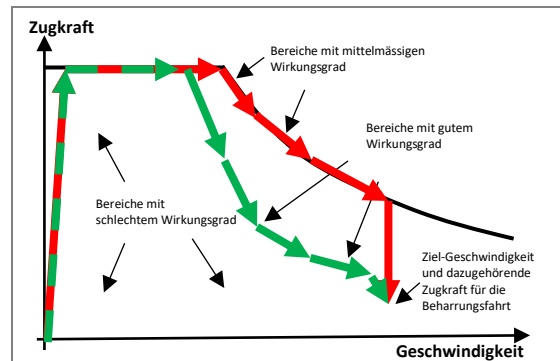 Zugkraft
Bereiche mit mittelmässigen
Wirkungsgrad
Bereiche mit gutem
Wirkungsgrad
Bereiche mit
schlechtem Wirkungsgrad
Ziel-Geschwindigkeit
und dazugehörende
Zugkraft für die
Beharrungsfahrt
Geschwindigkeit